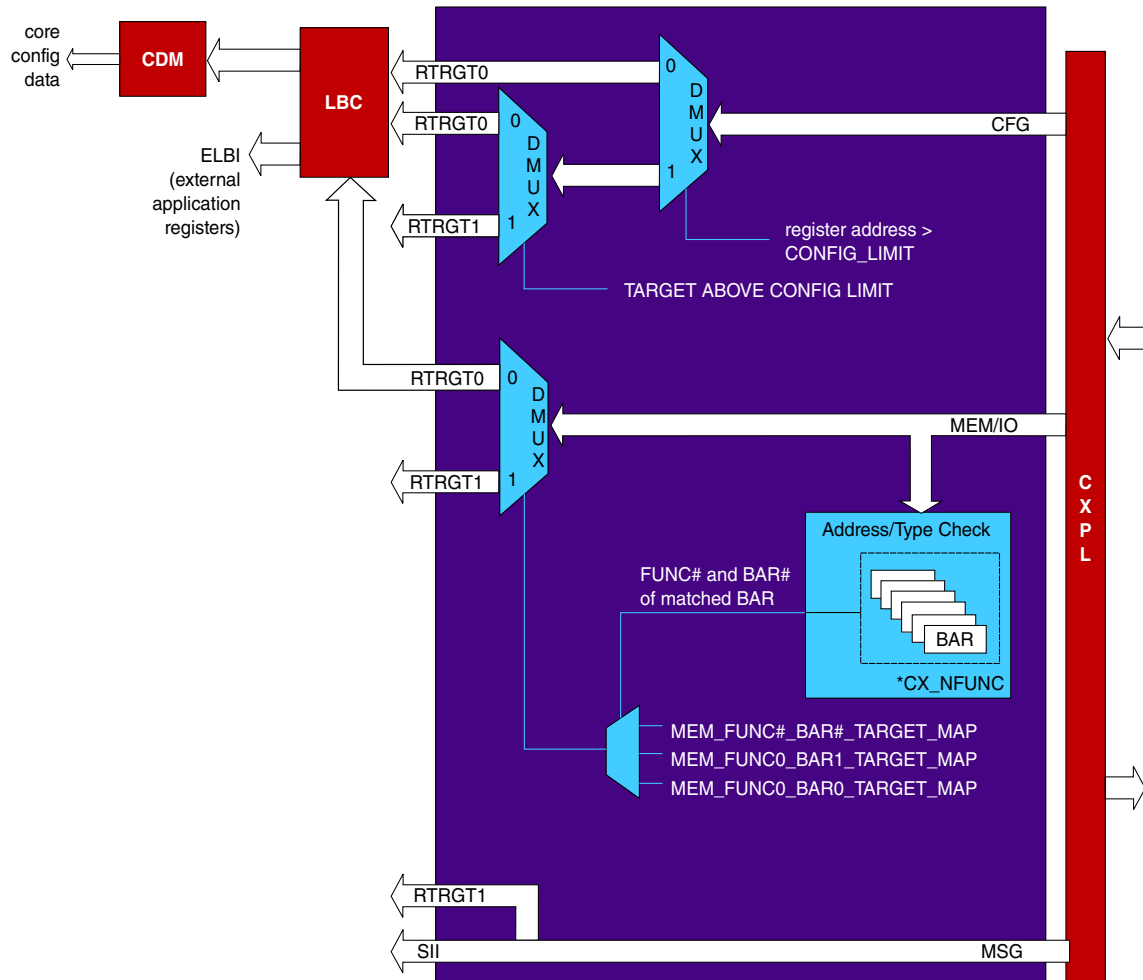 core
config
data
CDM
LBC
RTRGT0
0
D
M
U
X
1
CFG
RTRGT0
0
D
M
U
X
1
RTRGT1
ELBI
(external
application
registers)
register address >
CONFIG_LIMIT
TARGET ABOVE CONFIG LIMIT
RTRGT0
0
D
M
U
X
1
MEM/IO
RTRGT1
C
X
P
L
Address/Type Check
BAR
*CX_NFUNC
FUNC# and BAR#
of matched BAR
MEM_FUNC#_BAR#_TARGET_MAP
MEM_FUNC0_BAR1_TARGET_MAP
MEM_FUNC0_BAR0_TARGET_MAP
RTRGT1
SII
MSG